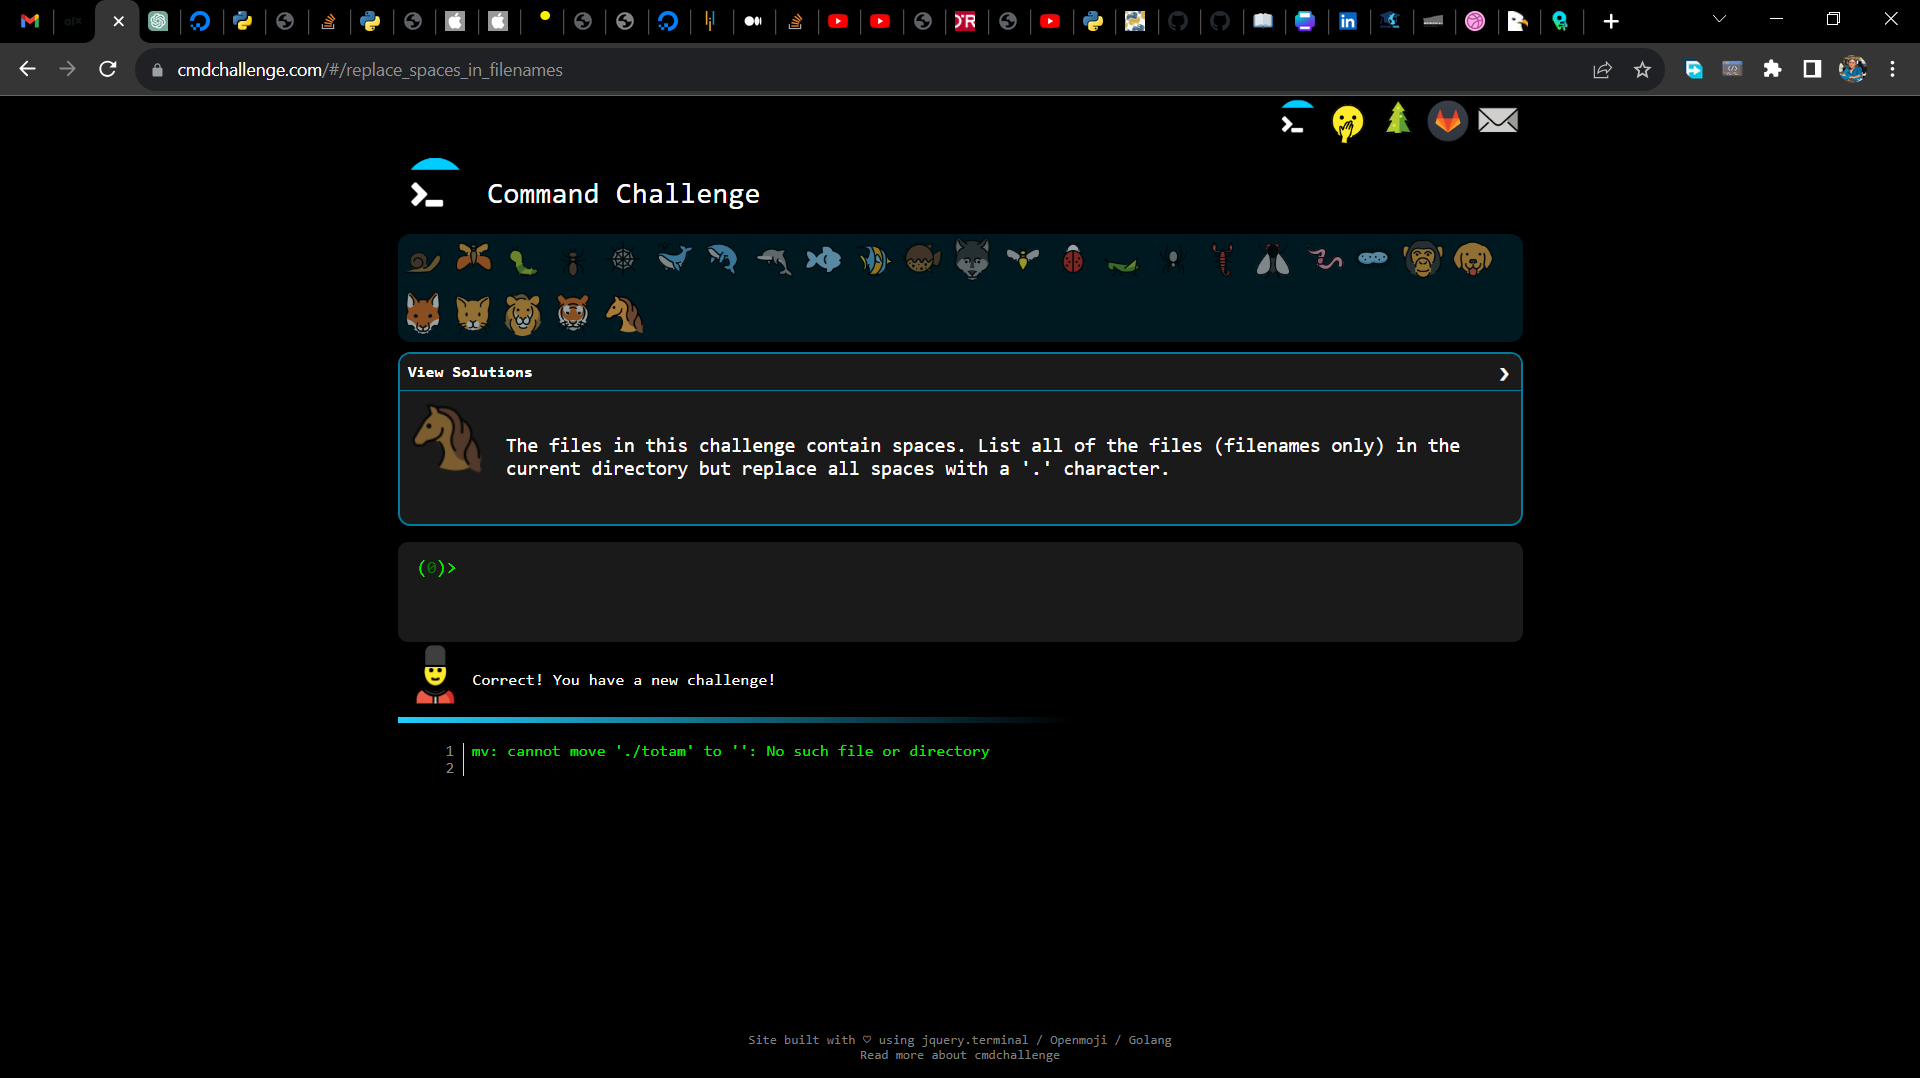 cmdchallenge.com/#/replace_spaces_in_filenames
Command Challenge
View Solutions
The files in this challenge contain spaces. List all of the files (filenames only) in the
current directory but replace all spaces with a '.' character.
(0)>
Correct! You have a new challenge!
1 mv: cannot move './totam' to '': No such file or directory
2
Site built with ♡ using jquery.terminal / Openmoji / Golang
Read more about cmdchallenge